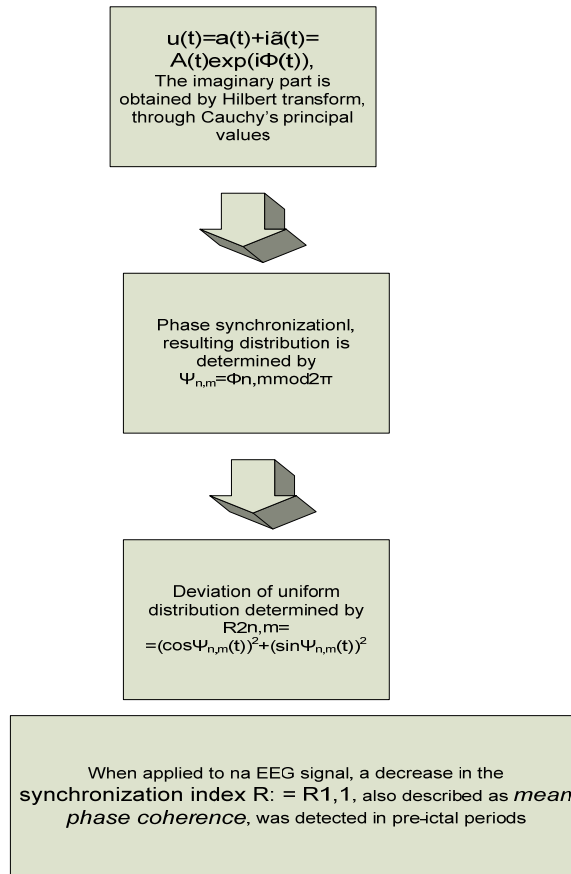 u(t)=a(t)+iã(t)=
A(t)exp(iΦ(t)),
The imaginary part is
obtained by Hilbert transform,
through Cauchy's principal
values
Phase synchronizationl,
resulting distribution is
determined by
Ψn,m=Φn,mmod2π
Deviation of uniform
distribution determined by
R2n,m=
=(cosΨn,m(t))²+(sinΨn,m(t))²
When applied to na EEG signal, a decrease in the
synchronization index R: = R1,1, also described as mean
phase coherence, was detected in pre-ictal periods